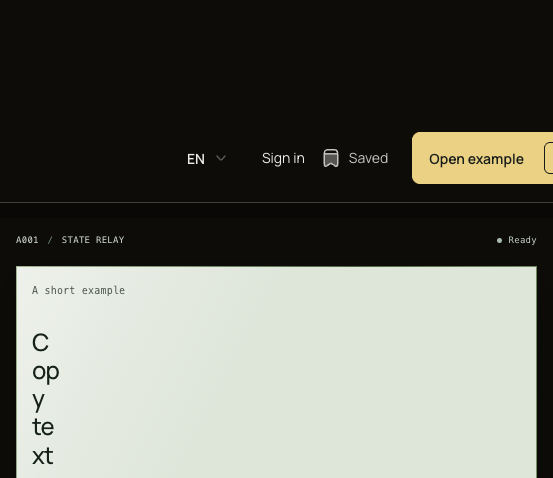 EN Sign in Saved Open example
A001 / STATE RELAY Ready
A short example
C
op
y
te
xt